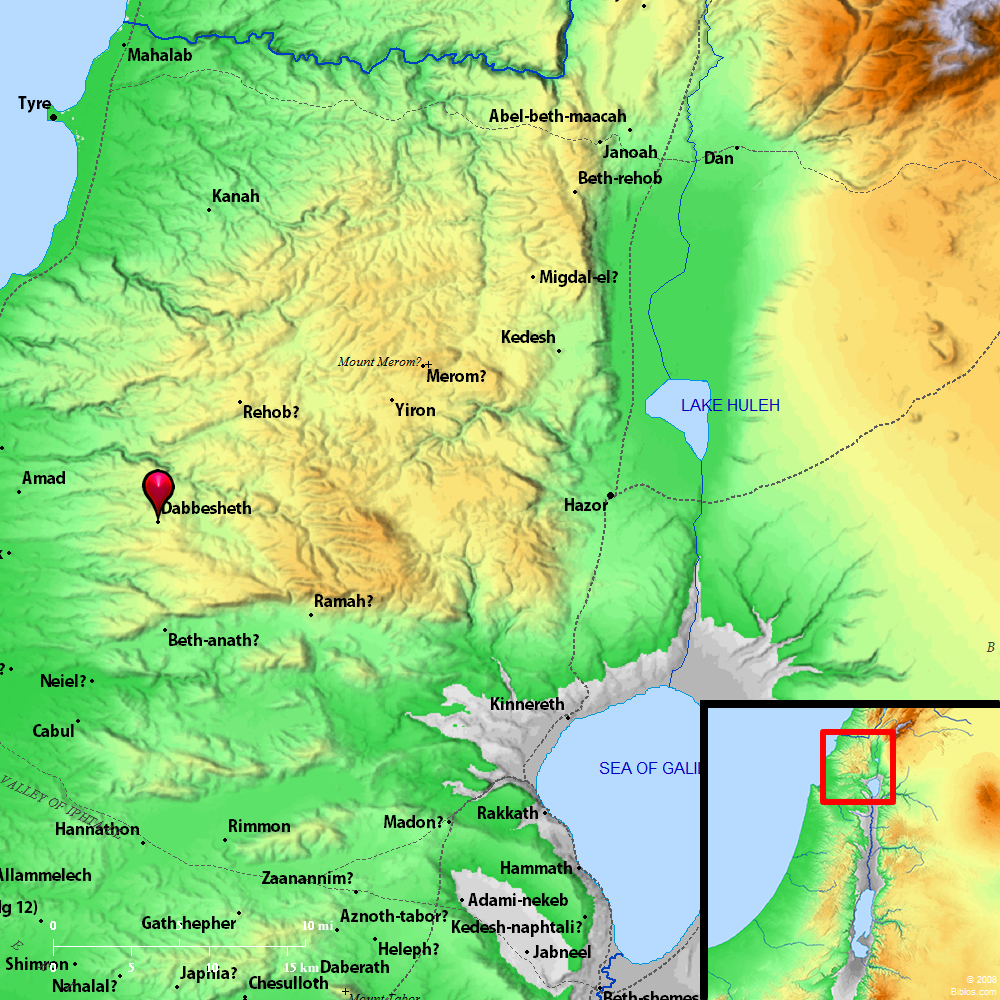 Mahalab
Tyre
Abel-beth-maacah
Janoah
Dan
Beth-rehob
Kanah
Migdal-el?
Kedesh
Mount Merom?
Merom?
LAKE HULEH
Rehob?
Yiron
Amad
Hazor
Dabbesheth
Ramah?
Beth-anath?
B
?
Neiel?
Kinnereth
Cabul
SEA OF GALI
VALLEY OF IPH
Rakkath
Madon?
Hannathon
Rimmon
Hammath
Allammelech
Zaanannim?
Adami-nekeb
lg 12)
Gath-hepher
0
10 mi
Aznoth-tabor?
Kedesh-naphtali?
E
Heleph?
Jabneel
Shimron
0
5
10
15 km
Daberath
Nahalal?
Japhia?
Chesulloth
Mount Tabor
Beth-shemes
© 2008
Biblos.com